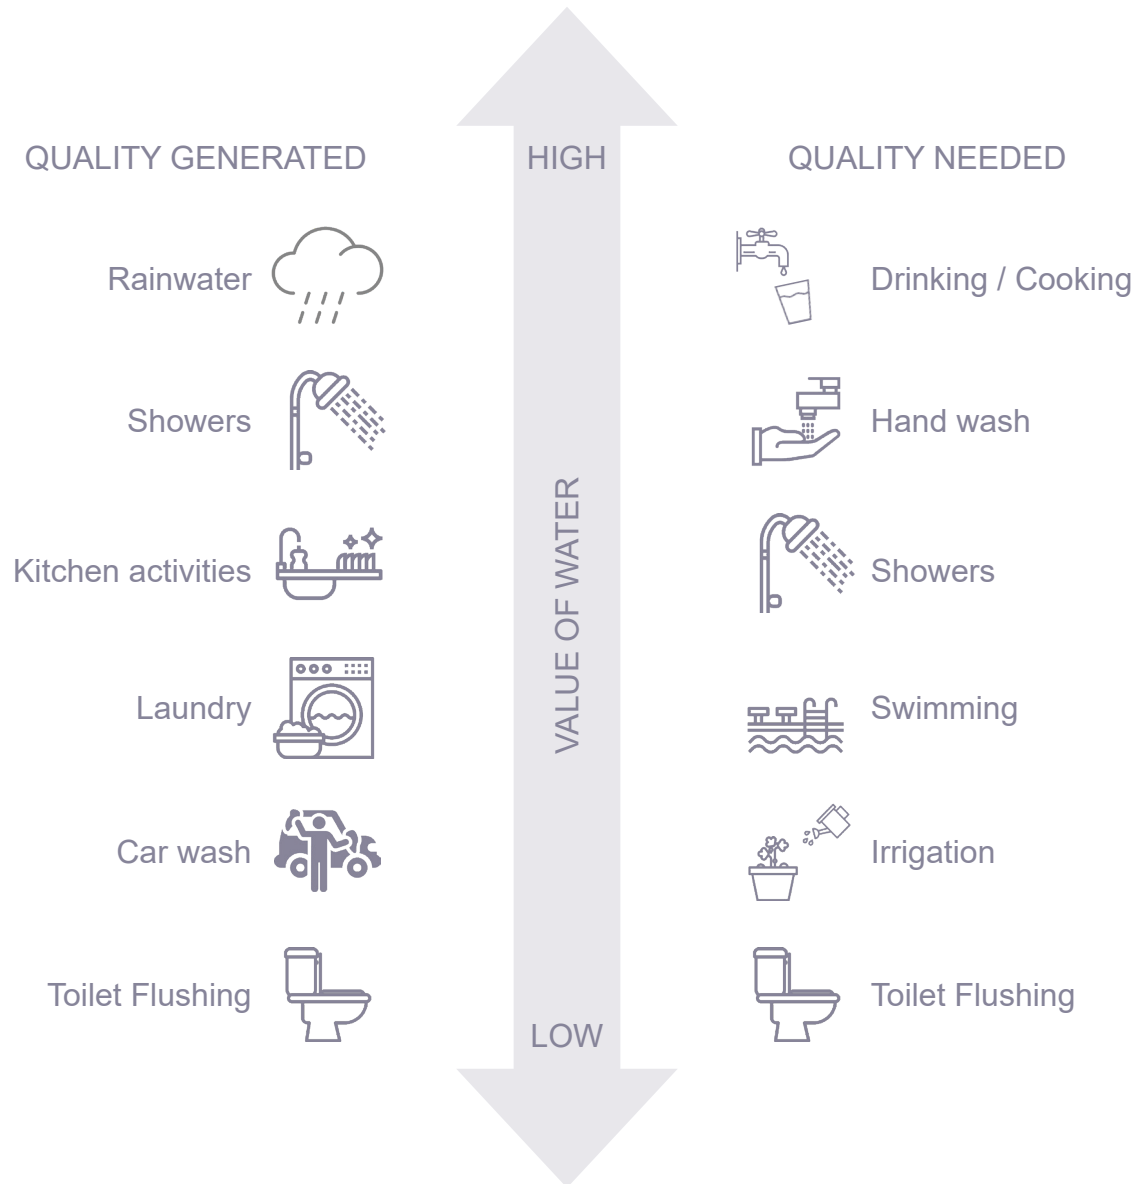 QUALITY GENERATED
HIGH
QUALITY NEEDED
Rainwater
Drinking / Cooking
Showers
Hand wash
Kitchen activities
VALUE OF WATER
Showers
Laundry
Swimming
Car wash
Irrigation
Toilet Flushing
Toilet Flushing
LOW